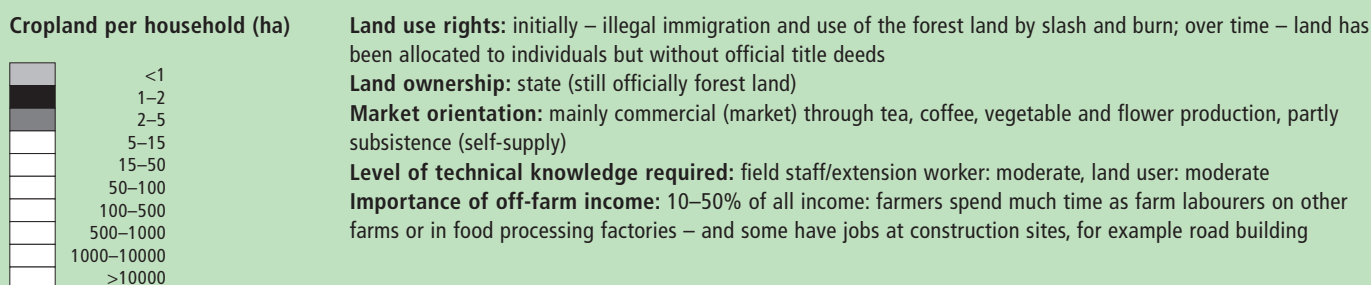 Cropland per household (ha)
<1
1–2
2–5
5–15
15–50
50–100
100–500
500–1000
1000–10000
>10000
Land use rights: initially – illegal immigration and use of the forest land by slash and burn; over time – land has
been allocated to individuals but without official title deeds
Land ownership: state (still officially forest land)
Market orientation: mainly commercial (market) through tea, coffee, vegetable and flower production, partly
subsistence (self-supply)
Level of technical knowledge required: field staff/extension worker: moderate, land user: moderate
Importance of off-farm income: 10–50% of all income: farmers spend much time as farm labourers on other
farms or in food processing factories – and some have jobs at construction sites, for example road building